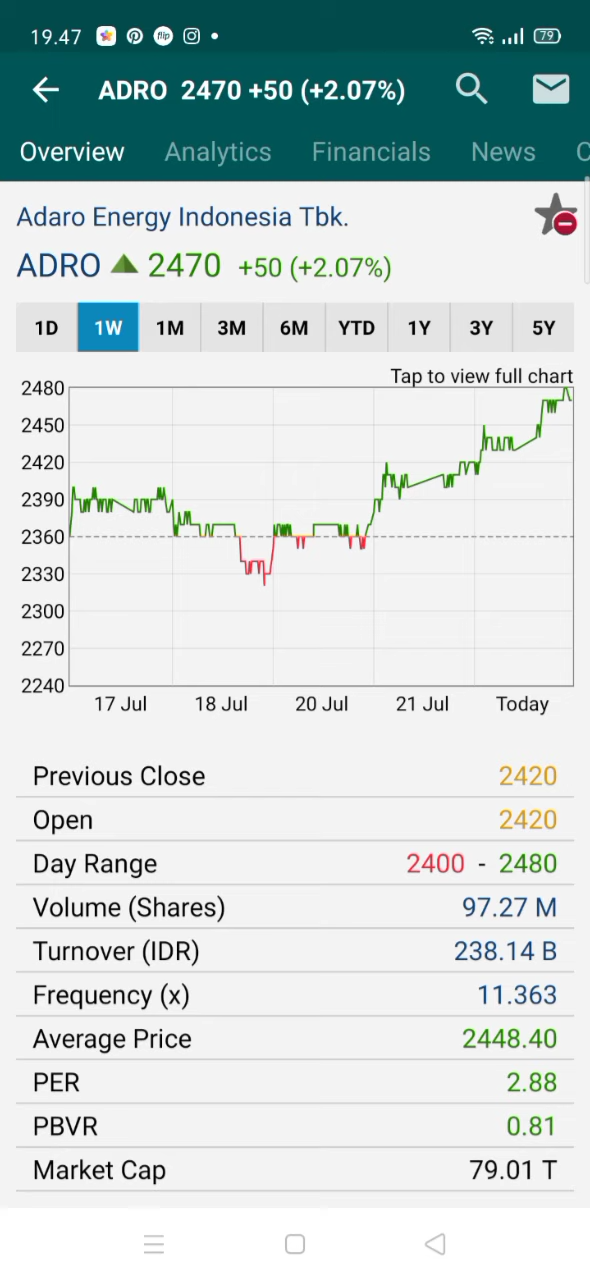 19.47 flip 79
ADRO 2470 +50 (+2.07%)
Overview Analytics Financials News C
Adaro Energy Indonesia Tbk.
ADRO 2470 +50 (+2.07%)
1D 1W 1M 3M 6M YTD 1Y 3Y 5Y
Tap to view full chart
2480
2450
2420
2390
2360
2330
2300
2270
2240
17 Jul 18 Jul 20 Jul 21 Jul Today
Previous Close 2420
Open 2420
Day Range 2400 - 2480
Volume (Shares) 97.27 M
Turnover (IDR) 238.14 B
Frequency (x) 11.363
Average Price 2448.40
PER 2.88
PBVR 0.81
Market Cap 79.01 T